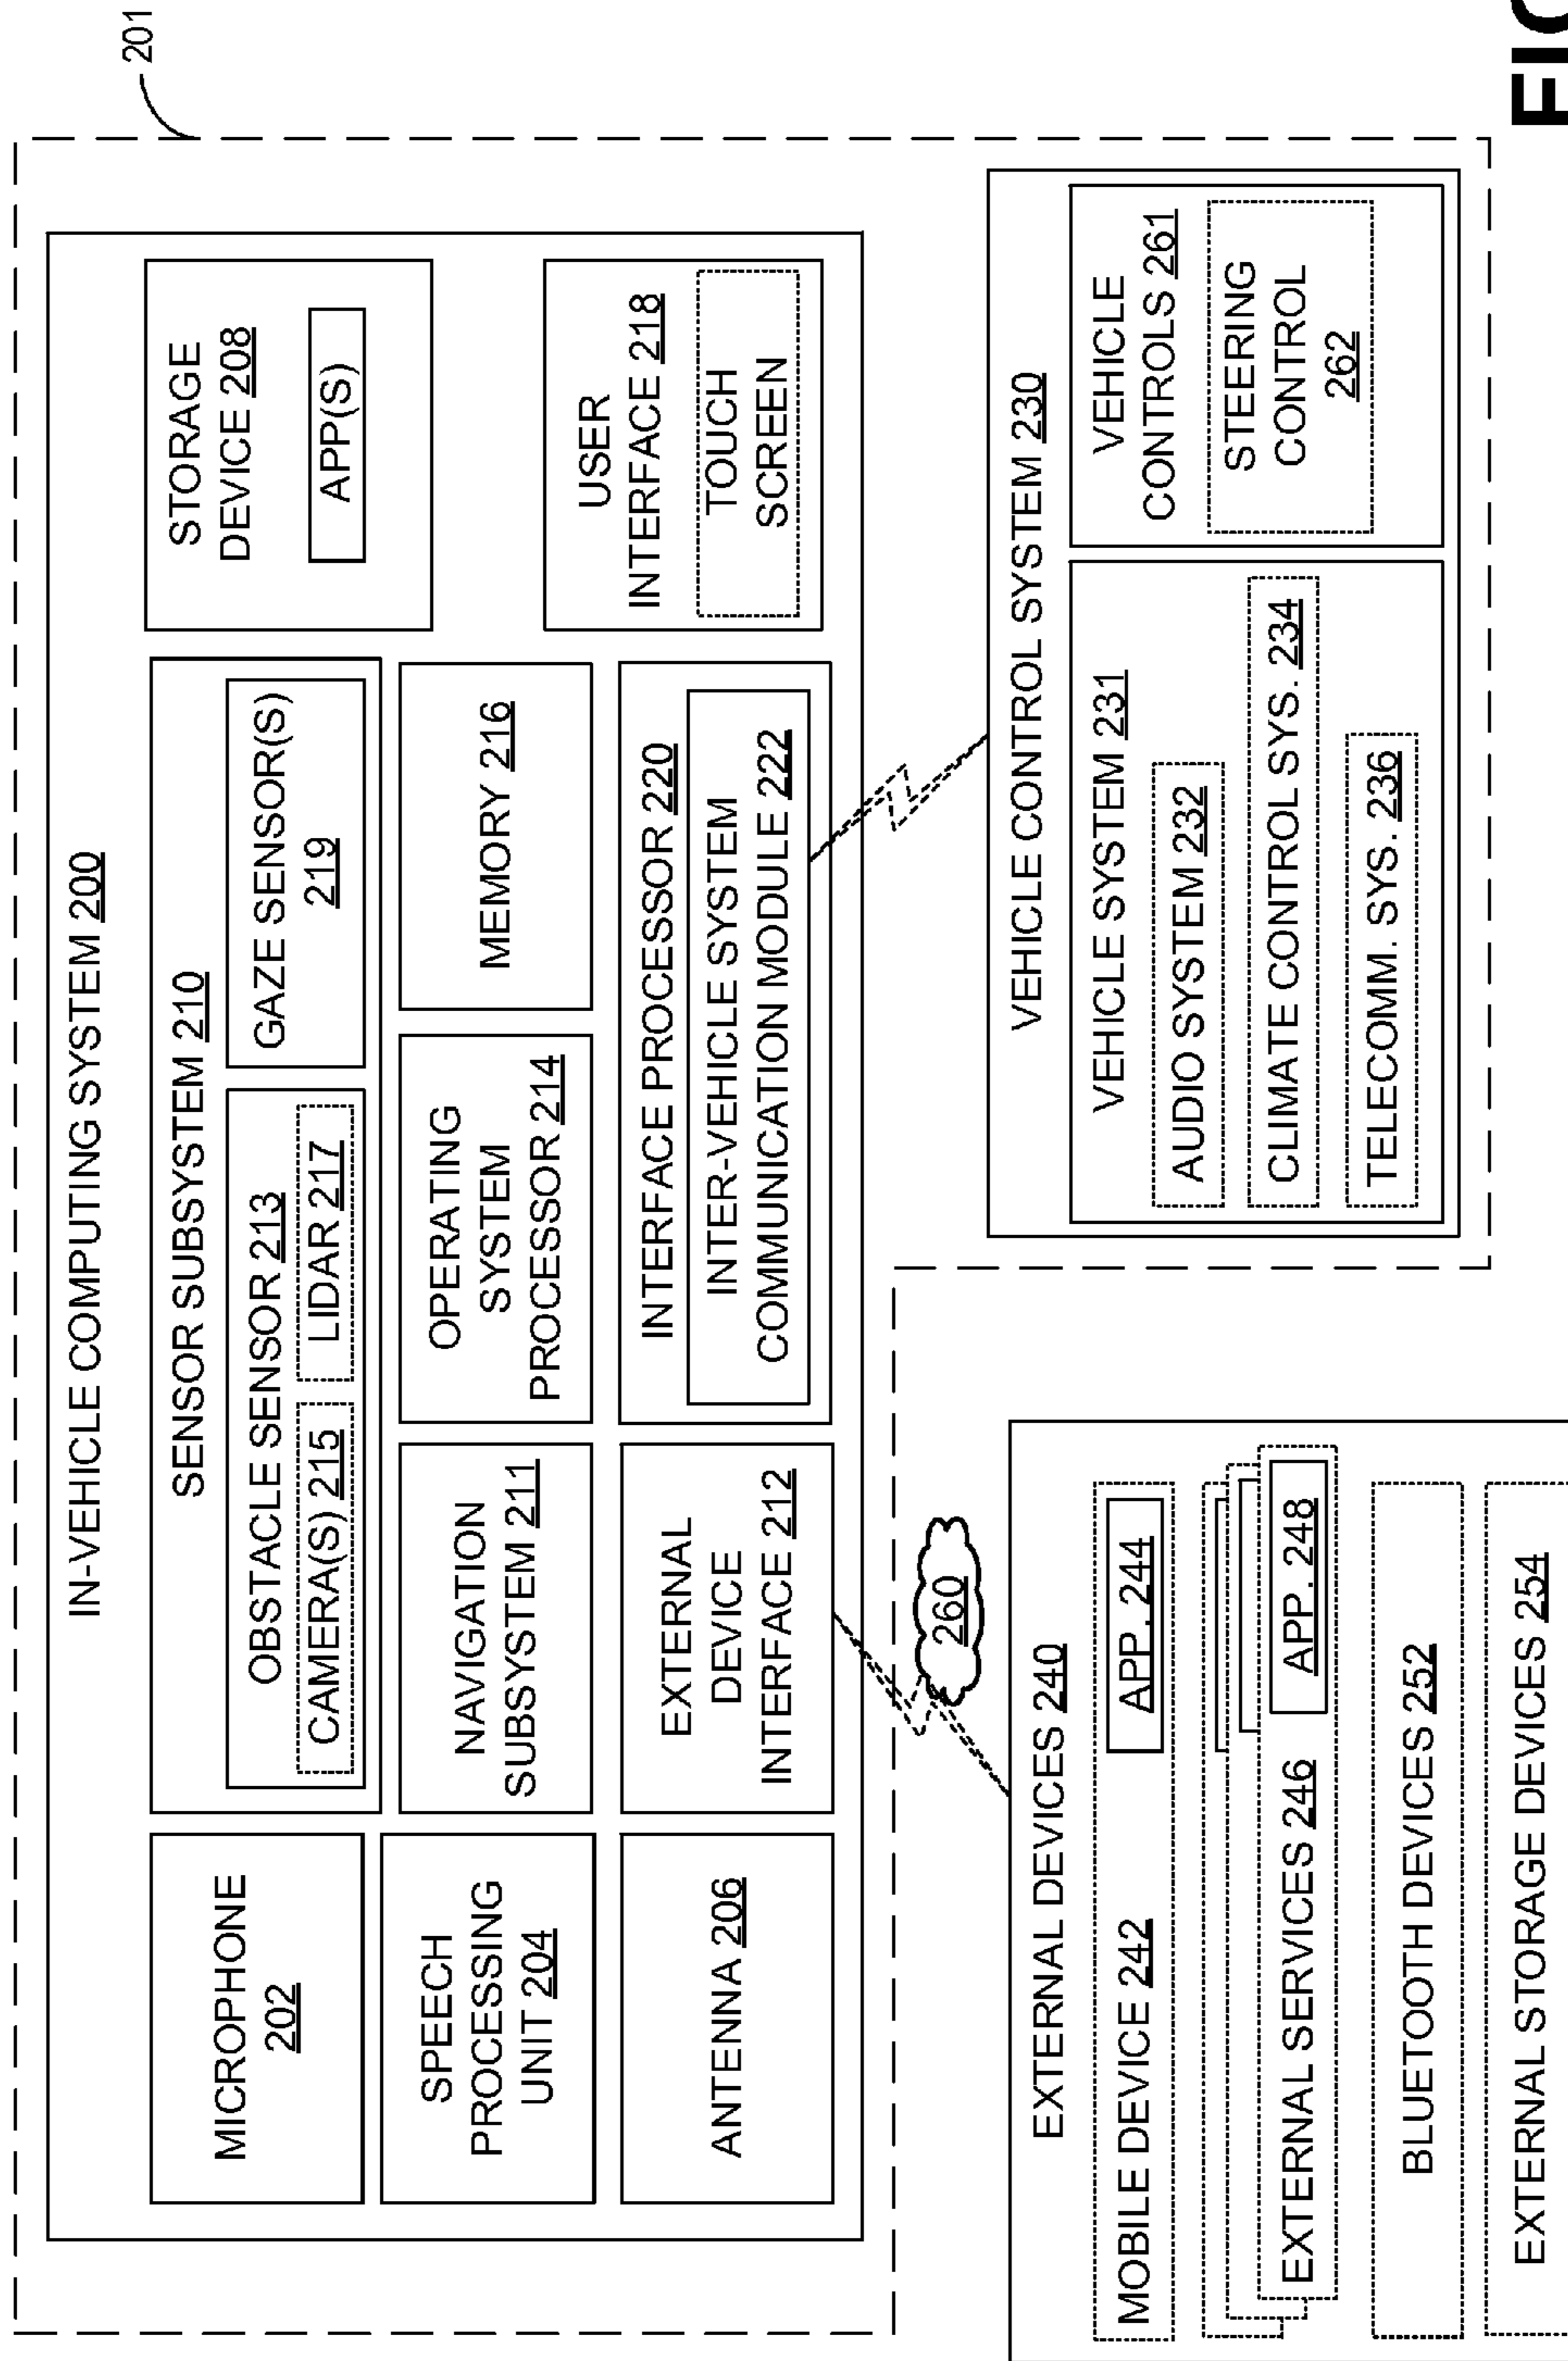 201
IN-VEHICLE COMPUTING SYSTEM 200
MICROPHONE
202
SPEECH
PROCESSING
UNIT 204
ANTENNA 206
SENSOR SUBSYSTEM 210
OBSTACLE SENSOR 213
CAMERA(S) 215
LIDAR 217
GAZE SENSOR(S)
219
NAVIGATION
SUBSYSTEM 211
OPERATING
SYSTEM
PROCESSOR 214
MEMORY 216
EXTERNAL
DEVICE
INTERFACE 212
INTERFACE PROCESSOR 220
INTER-VEHICLE SYSTEM
COMMUNICATION MODULE 222
STORAGE
DEVICE 208
APP(S)
USER
INTERFACE 218
TOUCH
SCREEN
260
EXTERNAL DEVICES 240
MOBILE DEVICE 242
APP. 244
EXTERNAL SERVICES 246
APP. 248
BLUETOOTH DEVICES 252
EXTERNAL STORAGE DEVICES 254
VEHICLE CONTROL SYSTEM 230
VEHICLE SYSTEM 231
AUDIO SYSTEM 232
CLIMATE CONTROL SYS. 234
TELECOMM. SYS. 236
VEHICLE
CONTROLS 261
STEERING
CONTROL
262